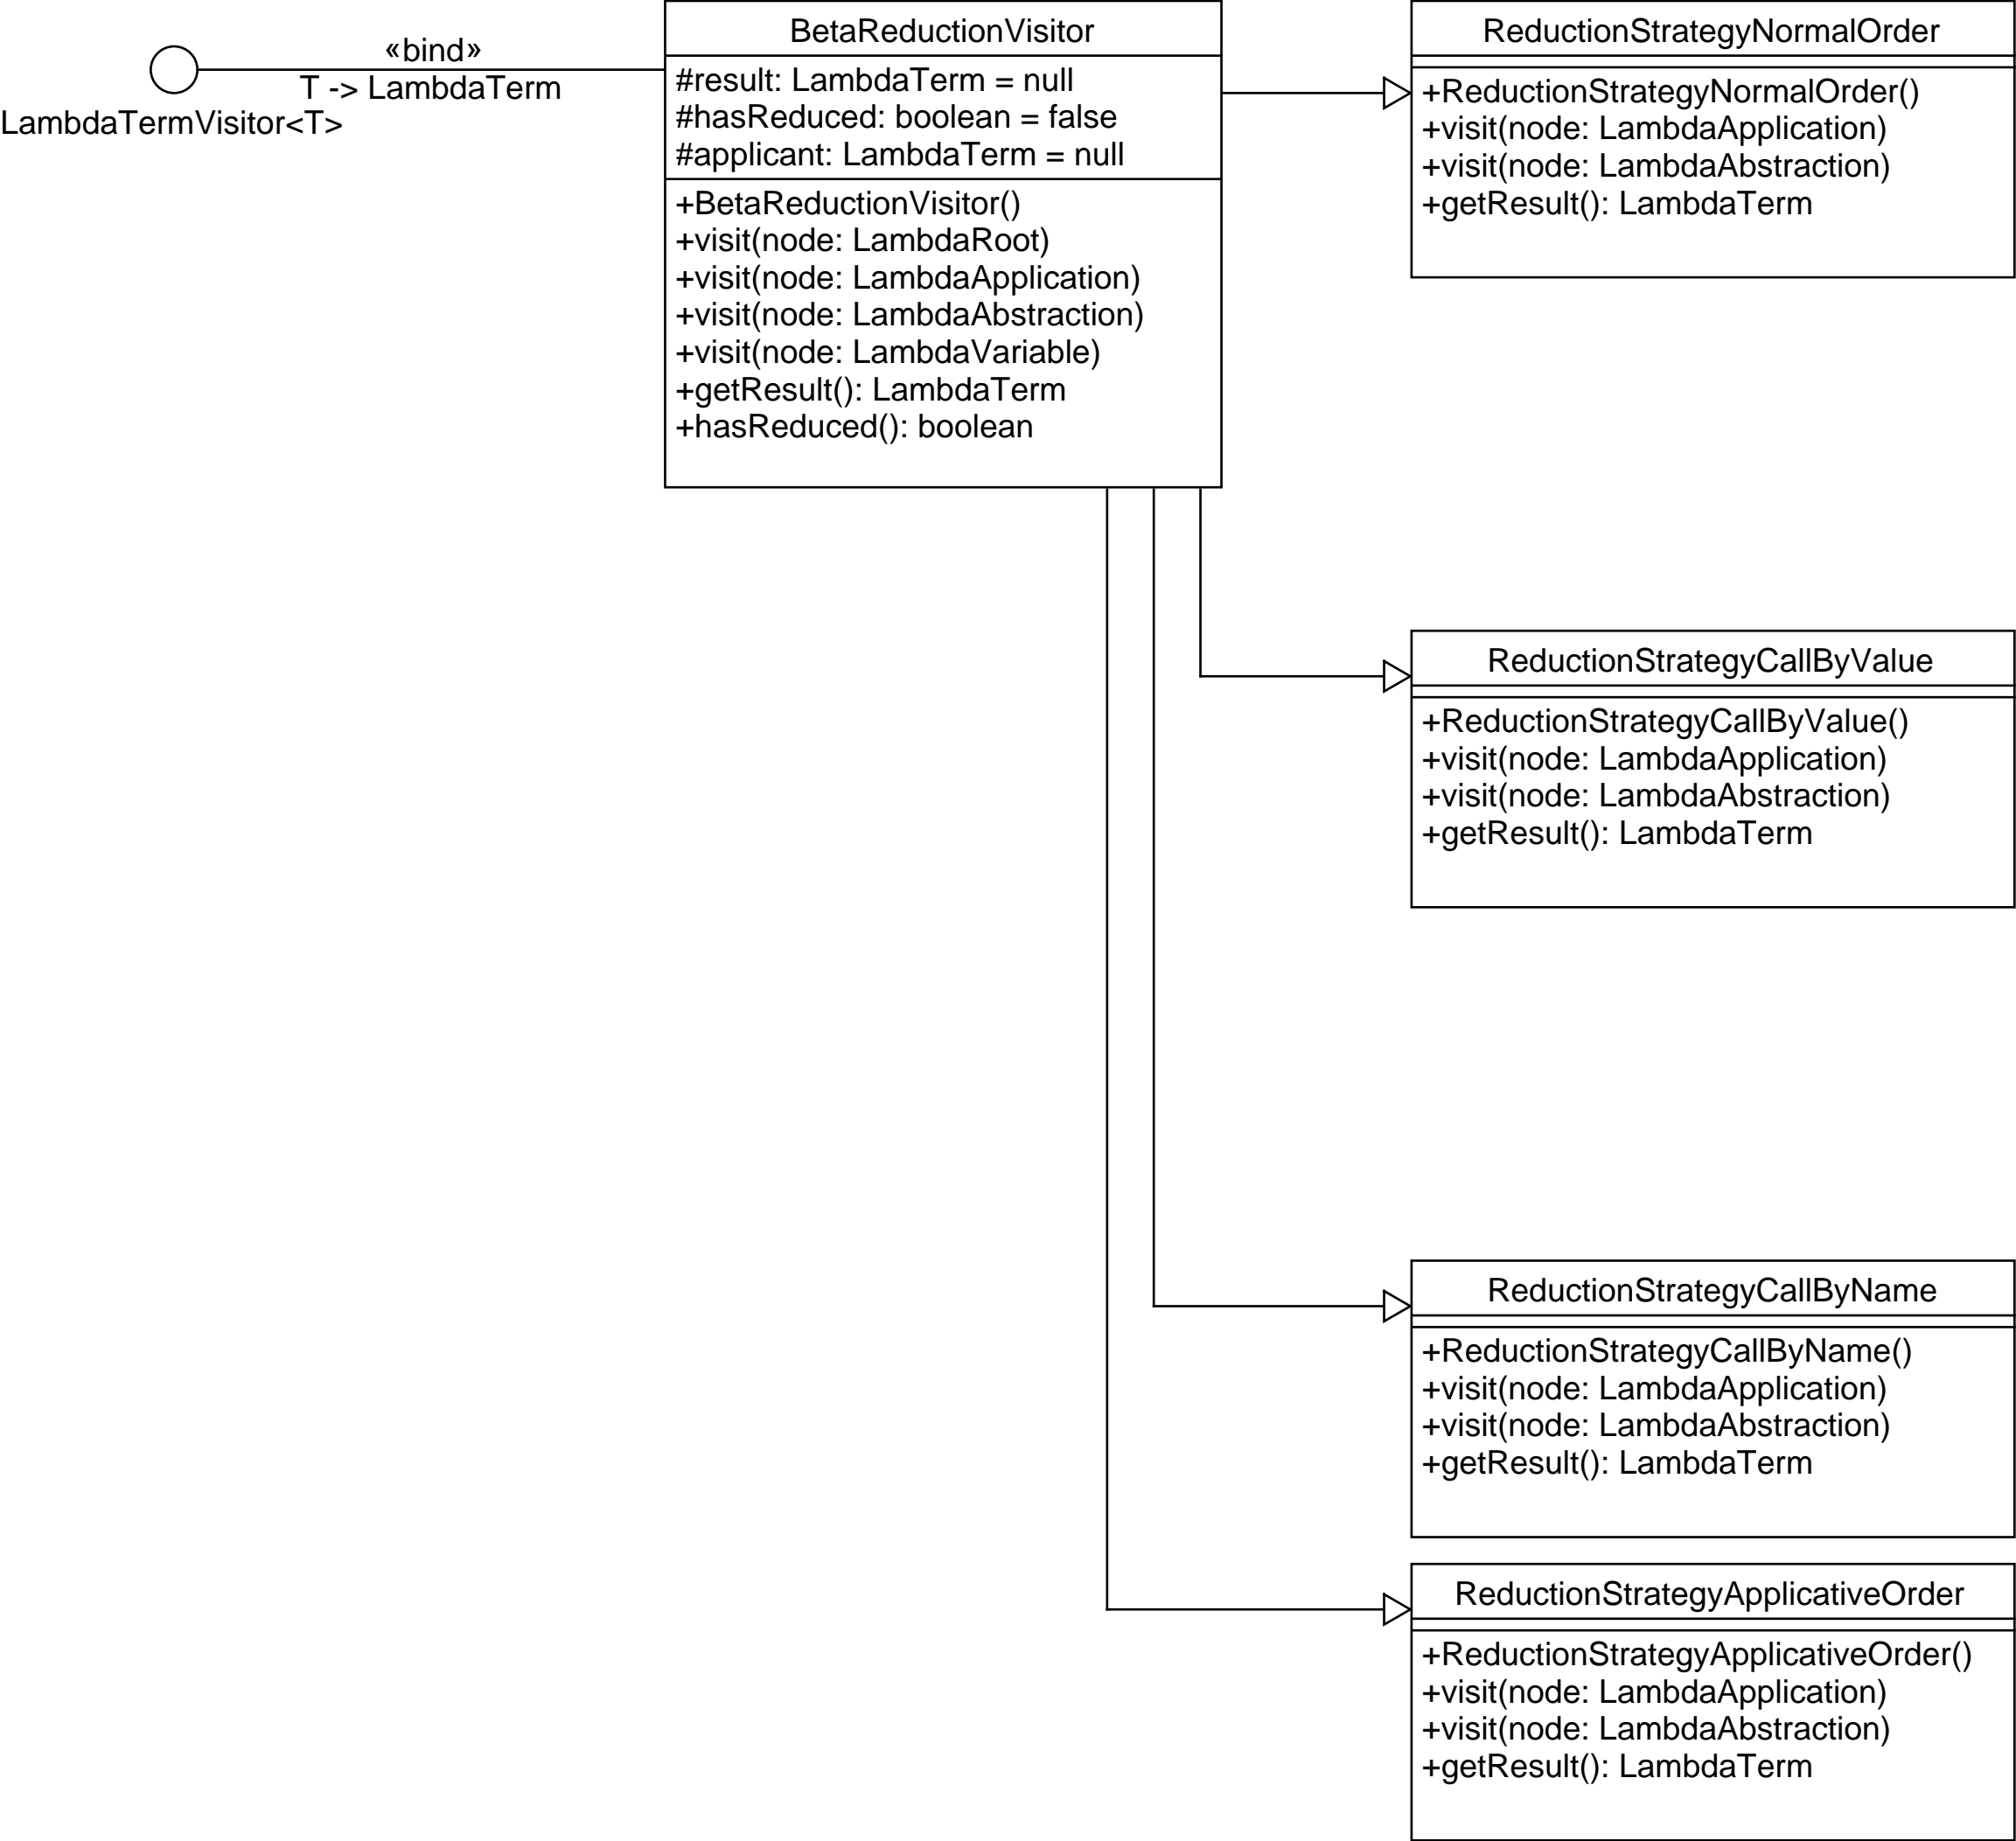 «bind»
T -> LambdaTerm
LambdaTermVisitor<T>
BetaReductionVisitor
#result: LambdaTerm = null
#hasReduced: boolean = false
#applicant: LambdaTerm = null
+BetaReductionVisitor()
+visit(node: LambdaRoot)
+visit(node: LambdaApplication)
+visit(node: LambdaAbstraction)
+visit(node: LambdaVariable)
+getResult(): LambdaTerm
+hasReduced(): boolean
ReductionStrategyNormalOrder
+ReductionStrategyNormalOrder()
+visit(node: LambdaApplication)
+visit(node: LambdaAbstraction)
+getResult(): LambdaTerm
ReductionStrategyCallByValue
+ReductionStrategyCallByValue()
+visit(node: LambdaApplication)
+visit(node: LambdaAbstraction)
+getResult(): LambdaTerm
ReductionStrategyCallByName
+ReductionStrategyCallByName()
+visit(node: LambdaApplication)
+visit(node: LambdaAbstraction)
+getResult(): LambdaTerm
ReductionStrategyApplicativeOrder
+ReductionStrategyApplicativeOrder()
+visit(node: LambdaApplication)
+visit(node: LambdaAbstraction)
+getResult(): LambdaTerm